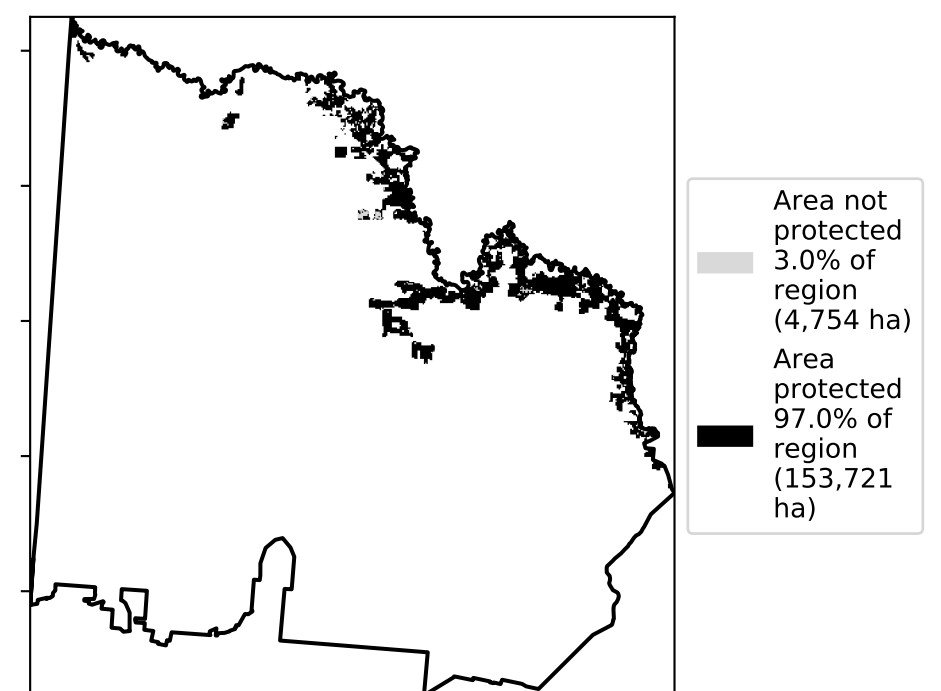 Area not
protected
3.0% of
region
(4,754 ha)
Area
protected
97.0% of
region
(153,721
ha)